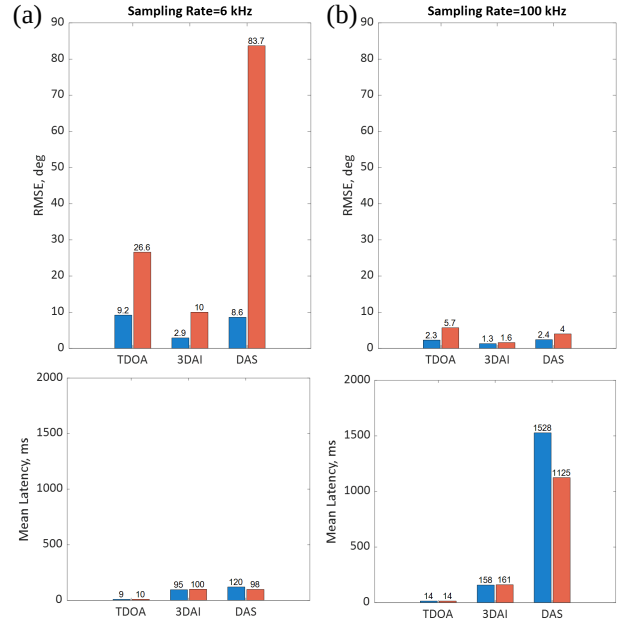 (a)
Sampling Rate=6 kHz
90
80
70
60
50
40
30
20
10
0
RMSE, deg
9.2
26.6
2.9
10
8.6
83.7
TDOA
3DAI
DAS
(b)
Sampling Rate=100 kHz
90
80
70
60
50
40
30
20
10
0
RMSE, deg
2.3
5.7
1.3
1.6
2.4
4
TDOA
3DAI
DAS
2000
1500
1000
500
0
Mean Latency, ms
9
10
95
100
120
98
TDOA
3DAI
DAS
2000
1500
1000
500
0
Mean Latency, ms
14
14
158
161
1528
1125
TDOA
3DAI
DAS